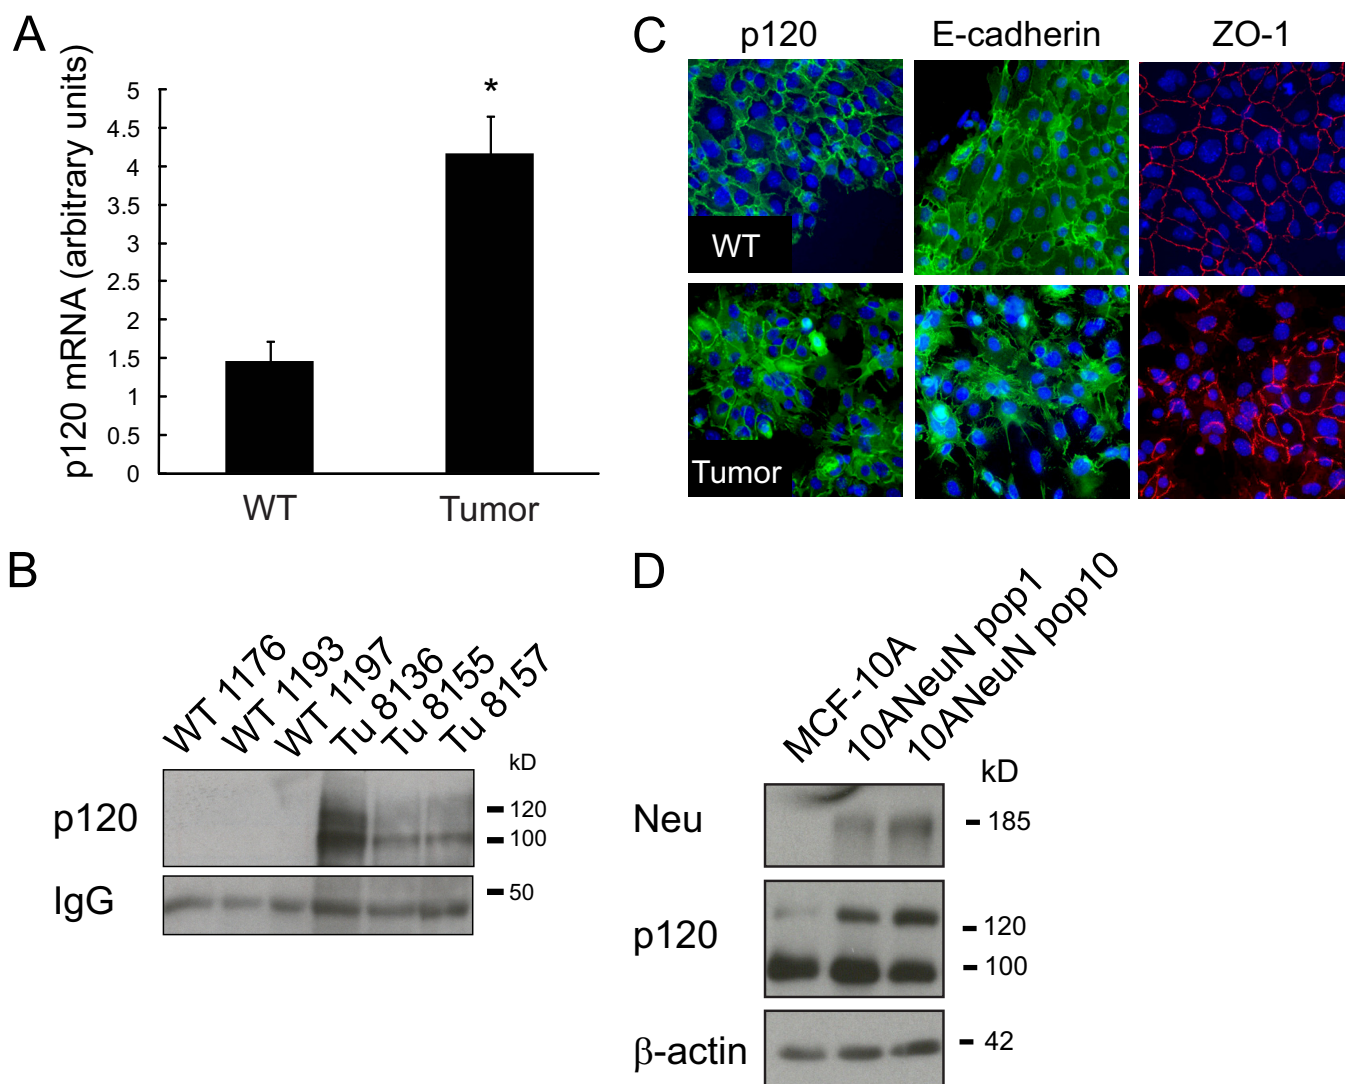 A
p120 mRNA (arbitrary units)
5
4.5
4
3.5
3
2.5
2
1.5
1
0.5
0
*
WT
Tumor
C
p120
E-cadherin
ZO-1
WT
Tumor
B
WT 1176
WT 1193
WT 1197
Tu 8136
Tu 8155
Tu 8157
kD
p120
120
100
IgG
50
D
MCF-10A
10ANeuN pop1
10ANeuN pop10
kD
Neu
185
p120
120
100
β-actin
42